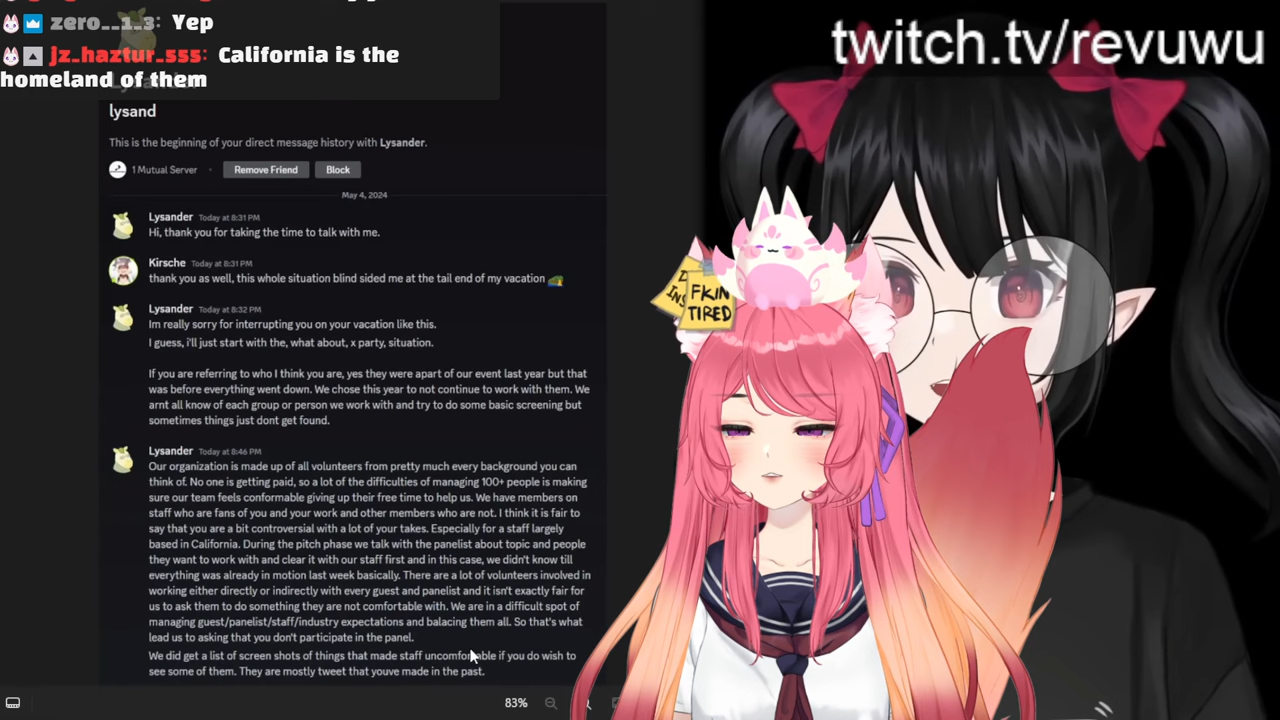 zero__1_3: Yep
twitch.tv/revuwu
jz_haztur_555: California is the
homeland of them
lysand
This is the beginning of your direct message history with Lysander.
1 Mutual Server
Remove Friend
Block
May 4, 2024
Lysander Today at 8:31 PM
Hi, thank you for taking the time to talk with me.
Kirsche Today at 8:31 PM
thank you as well, this whole situation blind sided me at the tail end of my vacation
Lysander Today at 8:32 PM
Im really sorry for interrupting you on your vacation like this.
I guess, i'll just start with the, what about, x party, situation.
If you are referring to who I think you are, yes they were apart of our event last year but that
was before everything went down. We chose this year to not continue to work with them. We
arnt all know of each group or person we work with and try to do some basic screening but
sometimes things just dont get found.
Lysander Today at 8:46 PM
Our organization is made up of all volunteers from pretty much every background you can
think of. No one is getting paid, so a lot of the difficulties of managing 100+ people is making
sure our team feels conformable giving up their free time to help us. We have members on
staff who are fans of you and your work and other members who are not. I think it is fair to
say that you are a bit controversial with a lot of your takes. Especially for a staff largely
based in California. During the pitch phase we talk with the panelist about topic and people
they want to work with and clear it with our staff first and in this case, we didn't know till
everything was already in motion last week basically. There are a lot of volunteers involved in
working either directly or indirectly with every guest and panelist and it isn't exactly fair for
us to ask them to do something they are not comfortable with. We are in a difficult spot of
managing guest/panelist/staff/industry expectations and balacing them all. So that's what
lead us to asking that you don't participate in the panel.
We did get a list of screen shots of things that made staff uncomfortable if you do wish to
see some of them. They are mostly tweet that youve made in the past.
FKIN
TIRED
83%